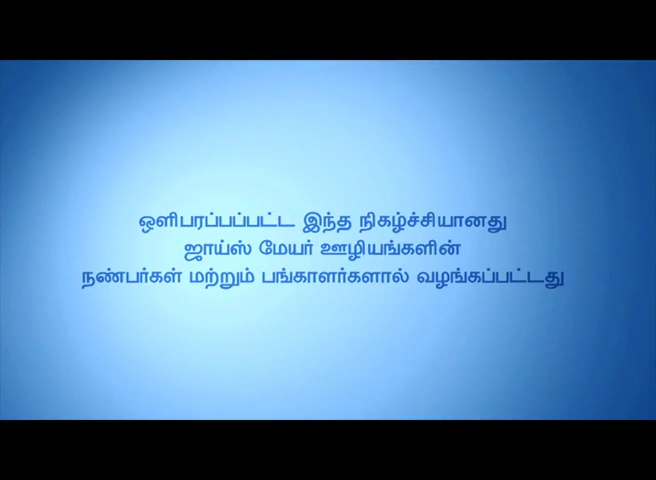 ஒளிபரப்பப்பட்ட இந்த நிகழ்ச்சியானது
ஜாய்ஸ் மேயர் ஊழியங்களின்
நண்பர்கள் மற்றும் பங்காளர்களால் வழங்கப்பட்டது